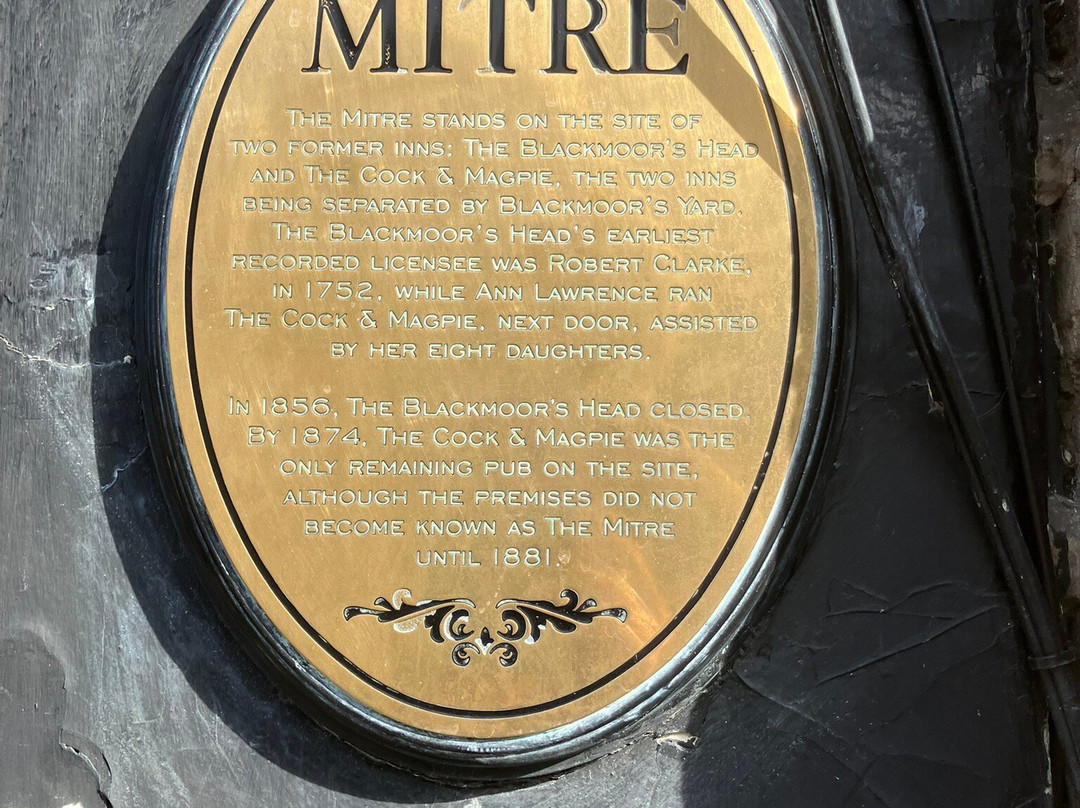 MITRE
THE MITRE STANDS ON THE SITE OF
TWO FORMER INNS: THE BLACKMOOR'S HEAD
AND THE COCK & MAGPIE, THE TWO INNS
BEING SEPARATED BY BLACKMOOR'S YARD.
THE BLACKMOOR'S HEAD'S EARLIEST
RECORDED LICENSEE WAS ROBERT CLARKE,
IN 1752, WHILE ANN LAWRENCE RAN
THE COCK & MAGPIE, NEXT DOOR, ASSISTED
BY HER EIGHT DAUGHTERS.
IN 1856, THE BLACKMOOR'S HEAD CLOSED.
BY 1874, THE COCK & MAGPIE WAS THE
ONLY REMAINING PUB ON THE SITE,
ALTHOUGH THE PREMISES DID NOT
BECOME KNOWN AS THE MITRE
UNTIL 1881.